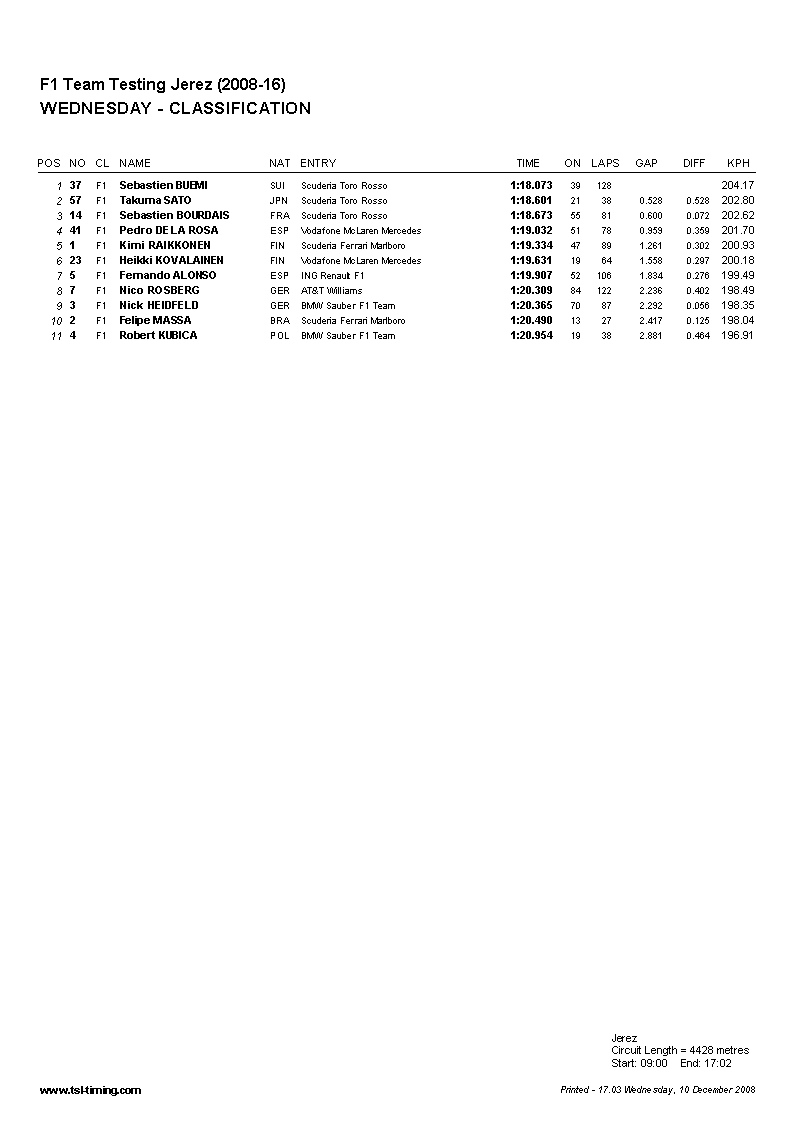 F1 Team Testing Jerez (2008-16)
WEDNESDAY - CLASSIFICATION
POS NO CL NAME NAT ENTRY TIME ON LAPS GAP DIFF KPH
1 37 F1 Sebastien BUEMI SUI Scuderia Toro Rosso 1:18.073 39 128 204.17
2 57 F1 Takuma SATO JPN Scuderia Toro Rosso 1:18.601 21 38 0.528 0.528 202.80
3 14 F1 Sebastien BOURDAIS FRA Scuderia Toro Rosso 1:18.673 55 81 0.600 0.072 202.62
4 41 F1 Pedro DE LA ROSA ESP Vodafone McLaren Mercedes 1:19.032 51 78 0.959 0.359 201.70
5 1 F1 Kimi RAIKKONEN FIN Scuderia Ferrari Marlboro 1:19.334 47 89 1.261 0.302 200.93
6 23 F1 Heikki KOVALAINEN FIN Vodafone McLaren Mercedes 1:19.631 19 64 1.558 0.297 200.18
7 5 F1 Fernando ALONSO ESP ING Renault F1 1:19.907 52 106 1.834 0.276 199.49
8 7 F1 Nico ROSBERG GER AT&T Williams 1:20.309 84 122 2.236 0.402 198.49
9 3 F1 Nick HEIDFELD GER BMW Sauber F1 Team 1:20.365 70 87 2.292 0.056 198.35
10 2 F1 Felipe MASSA BRA Scuderia Ferrari Marlboro 1:20.490 13 27 2.417 0.125 198.04
11 4 F1 Robert KUBICA POL BMW Sauber F1 Team 1:20.954 19 38 2.881 0.464 196.91
Jerez
Circuit Length = 4428 metres
Start: 09:00 End: 17:02
www.tsl-timing.com Printed - 17.03 Wednesday, 10 December 2008